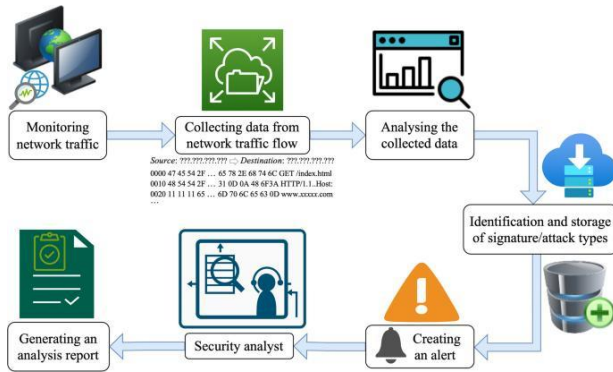 Monitoring
network traffic
Collecting data from
network traffic flow
Analysing the
collected data
Source: ???.???.???.??? ⇨ Destination: ???.???.???.???
0000 47 45 54 2F … 65 78 2E 68 74 6C GET /index.html
0010 48 54 54 2F … 31 0D 0A 48 6F3A HTTP/1.1..Host:
0020 11 11 11 65 … 6D 70 6C 65 63 0D www.xxxxx.com
…
Identification and storage
of signature/attack types
Creating
an alert
Security analyst
Generating an
analysis report